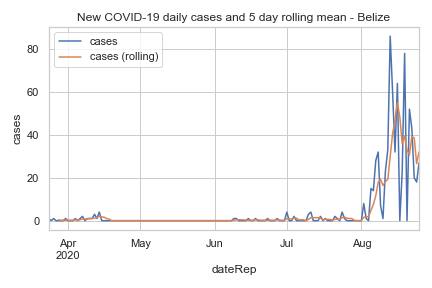 New COVID-19 daily cases and 5 day rolling mean - Belize
cases
cases (rolling)
80
60
40
20
0
cases
Apr
2020
May
Jun
Jul
Aug
dateRep